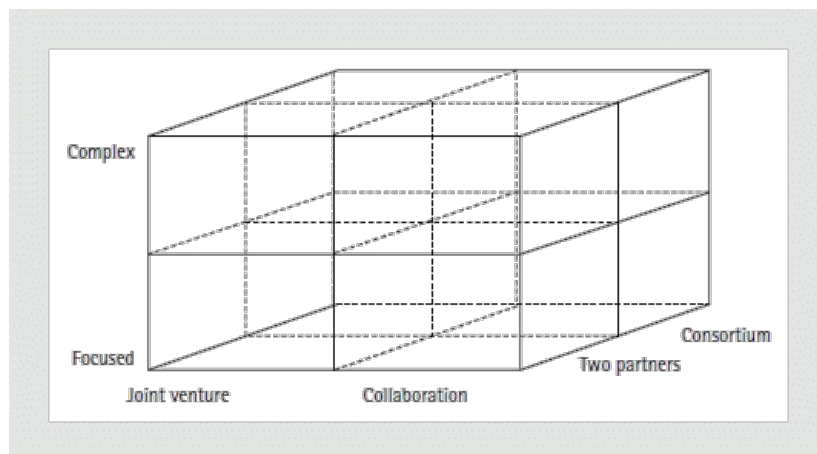 Complex
Focused
Joint venture
Collaboration
Two partners
Consortium